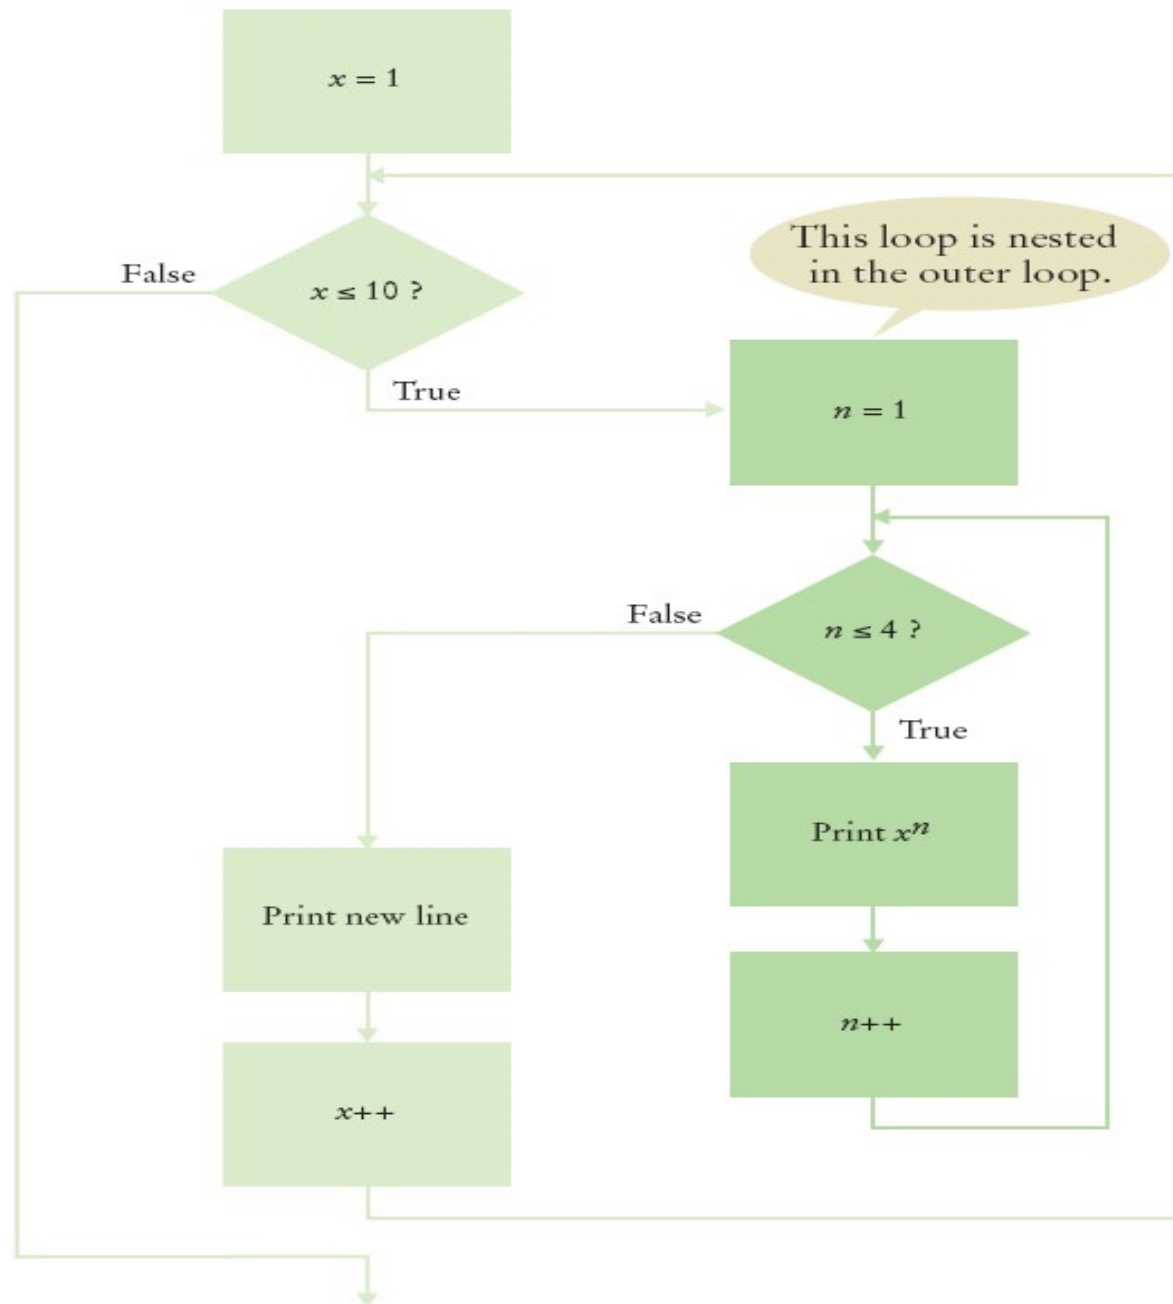 x = 1
This loop is nested
in the outer loop.
False
x ≤ 10 ?
True
n = 1
False
n ≤ 4 ?
True
Print xⁿ
Print new line
n++
x++